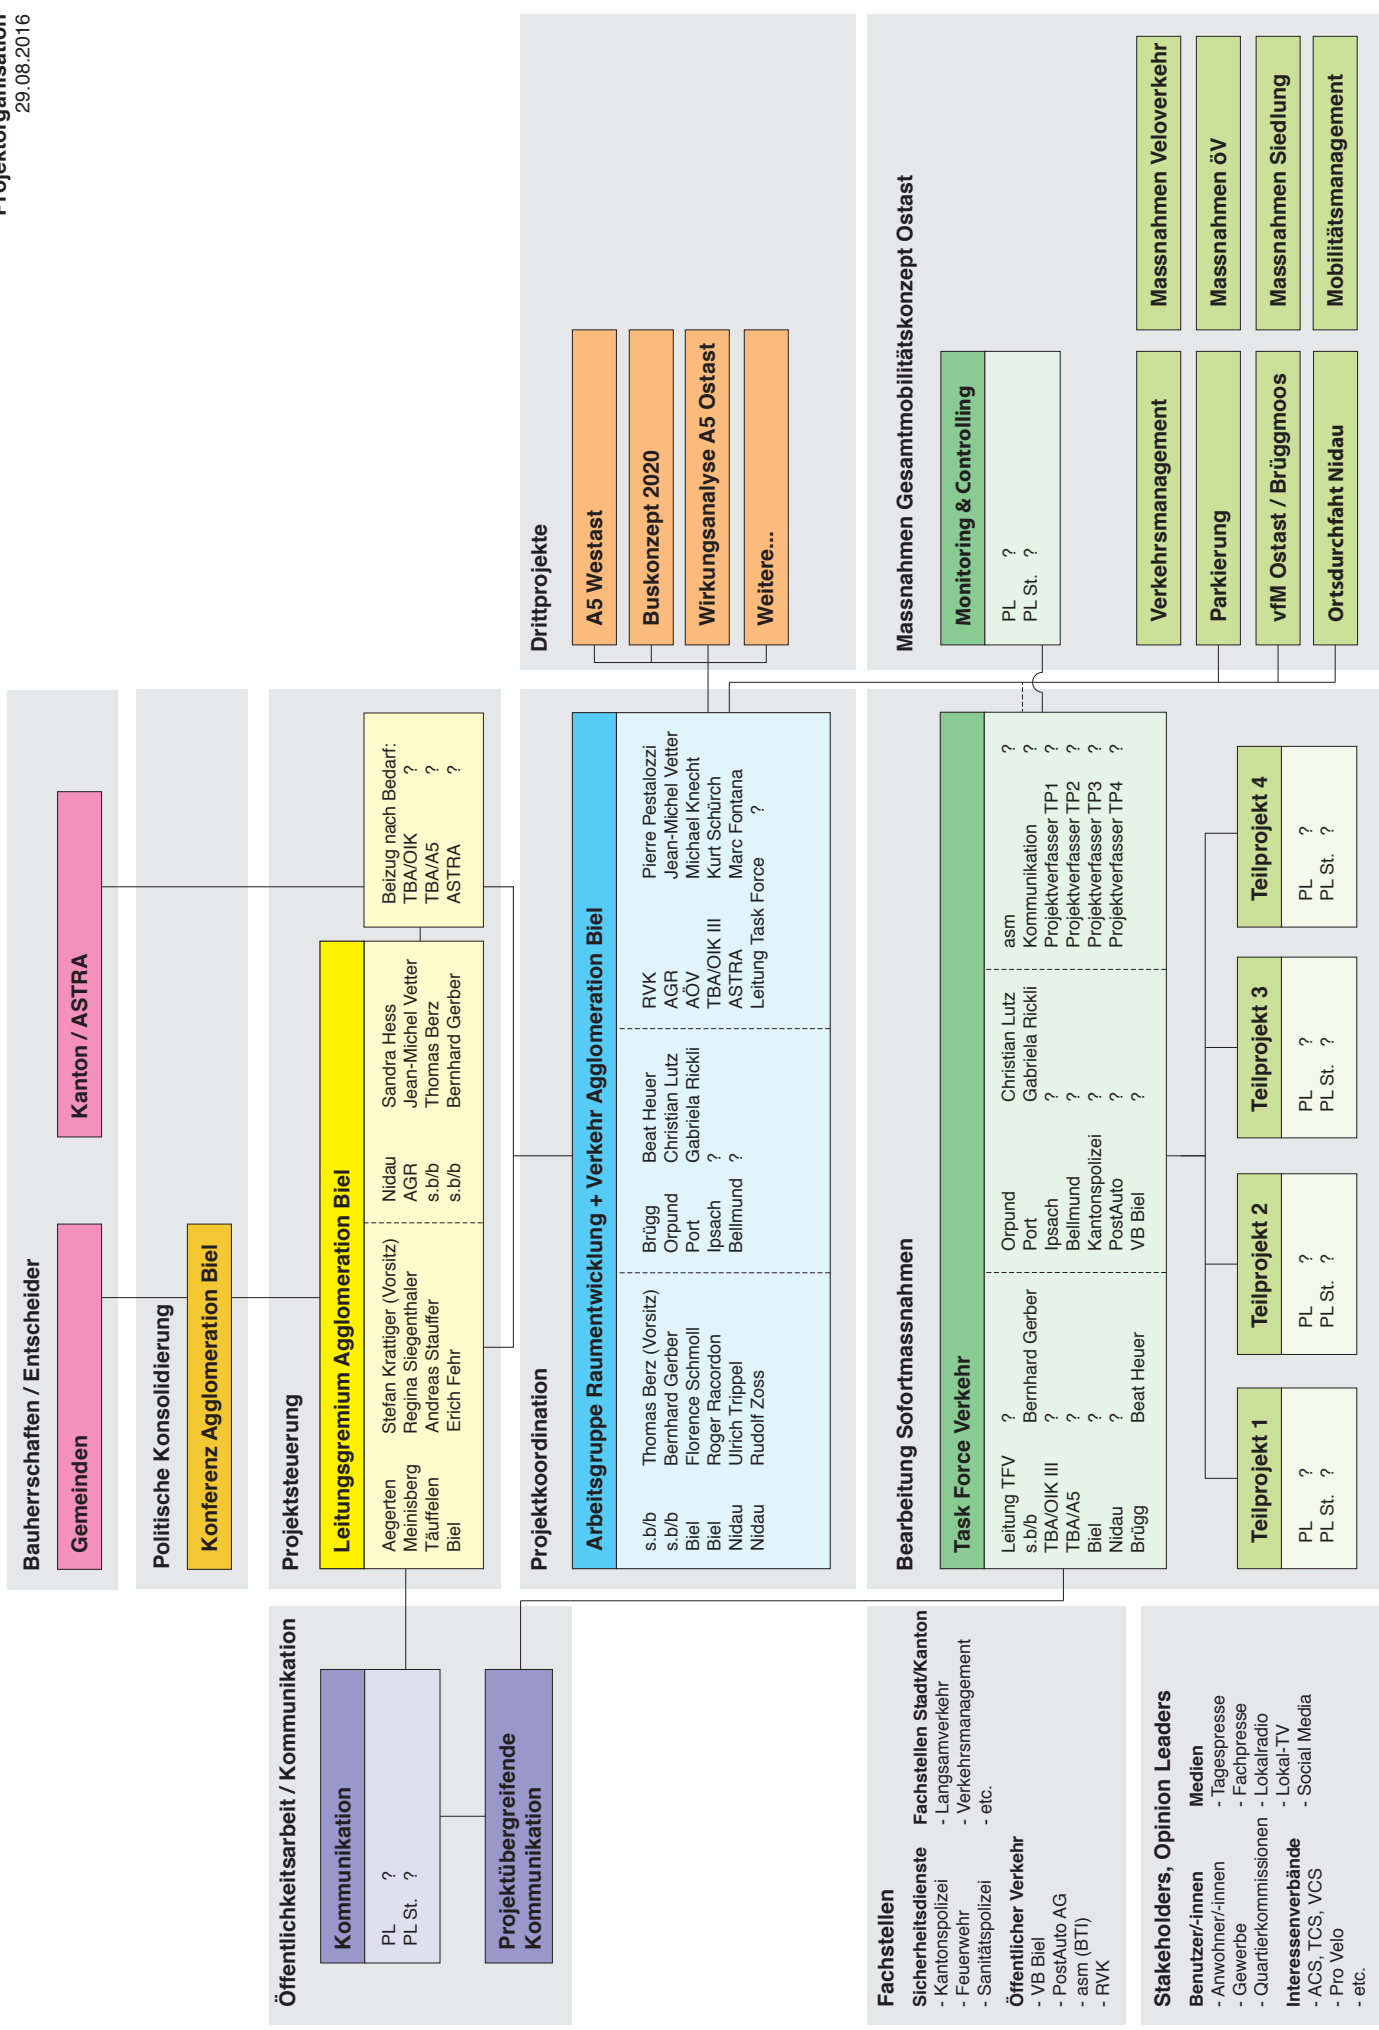 Projektorganisation
29.08.2016
Bauherrschaften / Entscheider
Gemeinden
Kanton / ASTRA
Politische Konsolidierung
Konferenz Agglomeration Biel
Öffentlichkeitsarbeit / Kommunikation
Kommunikation
PL ?
PL St. ?
Projektübergreifende
Kommunikation
Projektsteuerung
Leitungsgremium Agglomeration Biel
Aegerten Stefan Krattiger (Vorsitz)
Meinisberg Regina Siegenthaler
Täuffelen Andreas Stauffer
Biel Erich Fehr
Nidau Sandra Hess
AGR Jean-Michel Vetter
s.b/b Thomas Berz
s.b/b Bernhard Gerber
Beizug nach Bedarf:
TBA/OIK ?
TBA/A5 ?
ASTRA ?
Projektkoordination
Arbeitsgruppe Raumentwicklung + Verkehr Agglomeration Biel
s.b/b Thomas Berz (Vorsitz)
s.b/b Bernhard Gerber
Biel Florence Schmoll
Biel Roger Racordon
Nidau Ulrich Trippel
Nidau Rudolf Zoss
Brügg Beat Heuer
Orpund Christian Lutz
Port Gabriela Rickli
Ipsach ?
Bellmund ?
RVK Pierre Pestalozzi
AGR Jean-Michel Vetter
AÖV Michael Knecht
TBA/OIK III Kurt Schürch
ASTRA Marc Fontana
Leitung Task Force ?
Drittprojekte
A5 Westast
Buskonzept 2020
Wirkungsanalyse A5 Ostast
Weitere...
Fachstellen
Sicherheitsdienste
- Kantonspolizei
- Feuerwehr
- Sanitätspolizei
Öffentlicher Verkehr
- VB Biel
- PostAuto AG
- asm (BTI)
- RVK
Fachstellen Stadt/Kanton
- Langsamverkehr
- Verkehrsmanagement
- etc.
Stakeholders, Opinion Leaders
Benutzer/-innen
- Anwohner/-innen
- Gewerbe
- Quartierkommissionen
Interessenverbände
- ACS, TCS, VCS
- Pro Velo
- etc.
Medien
- Tagespresse
- Fachpresse
- Lokalradio
- Lokal-TV
- Social Media
Bearbeitung Sofortmassnahmen
Task Force Verkehr
Leitung TFV ?
s.b/b Bernhard Gerber
TBA/OIK III ?
TBA/A5 ?
Biel ?
Nidau ?
Brügg Beat Heuer
Orpund Christian Lutz
Port Gabriela Rickli
Ipsach ?
Bellmund ?
Kantonspolizei ?
PostAuto ?
VB Biel ?
asm ?
Kommunikation ?
Projektverfasser TP1 ?
Projektverfasser TP2 ?
Projektverfasser TP3 ?
Projektverfasser TP4 ?
Teilprojekt 1
PL ?
PL St. ?
Teilprojekt 2
PL ?
PL St. ?
Teilprojekt 3
PL ?
PL St. ?
Teilprojekt 4
PL ?
PL St. ?
Massnahmen Gesamtmobilitätskonzept Ostast
Monitoring & Controlling
PL ?
PL St. ?
Verkehrsmanagement
Massnahmen Veloverkehr
Parkierung
Massnahmen öV
vfM Ostast / Brüggmoos
Massnahmen Siedlung
Ortsdurchfaht Nidau
Mobilitätsmanagement